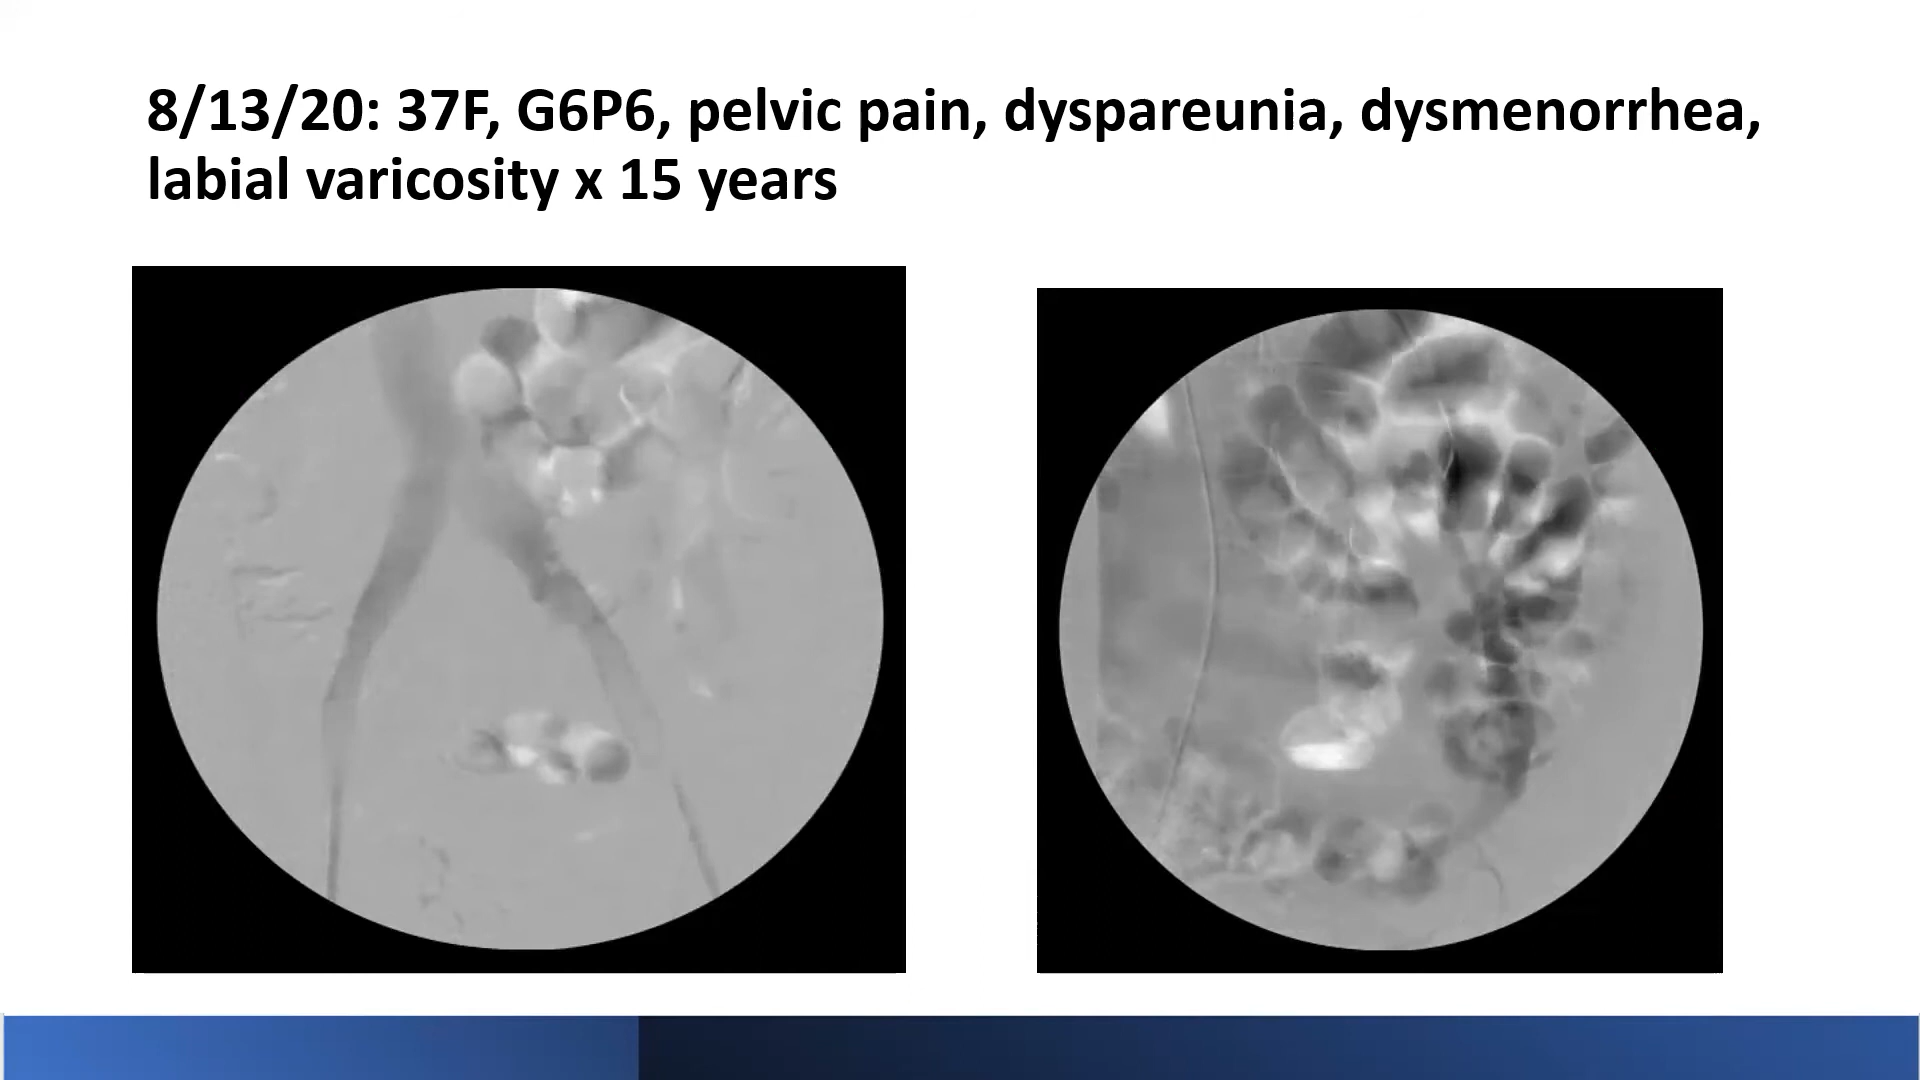 8/13/20: 37F, G6P6, pelvic pain, dyspareunia, dysmenorrhea,
labial varicosity x 15 years